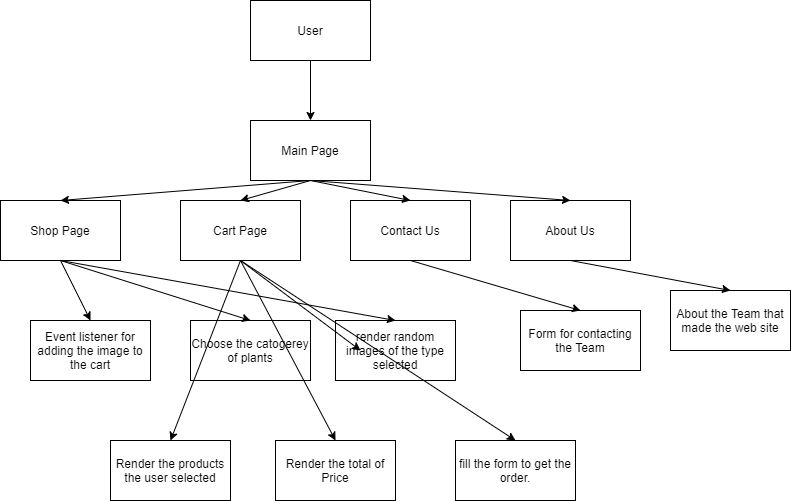 User
Main Page
Shop Page
Cart Page
Contact Us
About Us
Event listener for
adding the image to
the cart
Choose the catogerey
of plants
render random
images of the type
selected
Form for contacting
the Team
About the Team that
made the web site
Render the products
the user selected
Render the total of
Price
fill the form to get the
order.